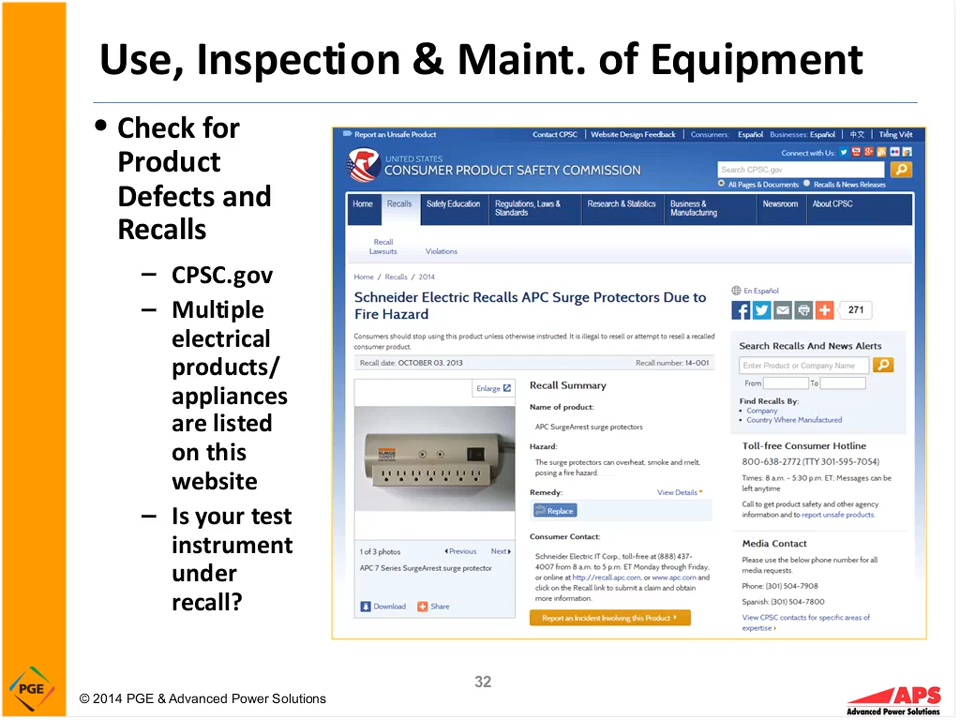 Use, Inspection & Maint. of Equipment
• Check for
Product
Defects and
Recalls
– CPSC.gov
– Multiple
electrical
products/
appliances
are listed
on this
website
– Is your test
instrument
under
recall?
Report an Unsafe Product
Contact CPSC | Website Design Feedback | Consumers: Español Businesses: Español | 中文 | Tiếng Việt
Connect with Us:
UNITED STATES
CONSUMER PRODUCT SAFETY COMMISSION
Search CPSC.gov
All Pages & Documents Recalls & News Releases
Home Recalls Safety Education Regulations, Laws & Standards Research & Statistics Business & Manufacturing Newsroom About CPSC
Recall Lawsuits Violations
Home / Recalls / 2014
Schneider Electric Recalls APC Surge Protectors Due to
Fire Hazard
Consumers should stop using this product unless otherwise instructed. It is illegal to resell or attempt to resell a recalled
consumer product.
Recall date: OCTOBER 03, 2013 Recall number: 14-001
Enlarge
1 of 3 photos Previous Next
APC 7 Series SurgeArrest surge protector
Download Share
Recall Summary
Name of product:
APC SurgeArrest surge protectors
Hazard:
The surge protectors can overheat, smoke and melt,
posing a fire hazard.
Remedy: View Details
Replace
Consumer Contact:
Schneider Electric IT Corp., toll-free at (888) 437-
4007 from 8 a.m. to 5 p.m. ET Monday through Friday,
or online at http://recall.apc.com, or www.apc.com and
click on the Recall link to submit a claim and obtain
more information.
Report an Incident Involving this Product
En Español
271
Search Recalls And News Alerts
Enter Product or Company Name
From To
Find Recalls By:
• Company
• Country Where Manufactured
Toll-free Consumer Hotline
800-638-2772 (TTY 301-595-7054)
Times: 8 a.m. - 5:30 p.m. ET; Messages can be
left anytime
Call to get product safety and other agency
information and to report unsafe products.
Media Contact
Please use the below phone number for all
media requests.
Phone: (301) 504-7908
Spanish: (301) 504-7800
View CPSC contacts for specific areas of
expertise ›
32
PGE
© 2014 PGE & Advanced Power Solutions
APS
Advanced Power Solutions